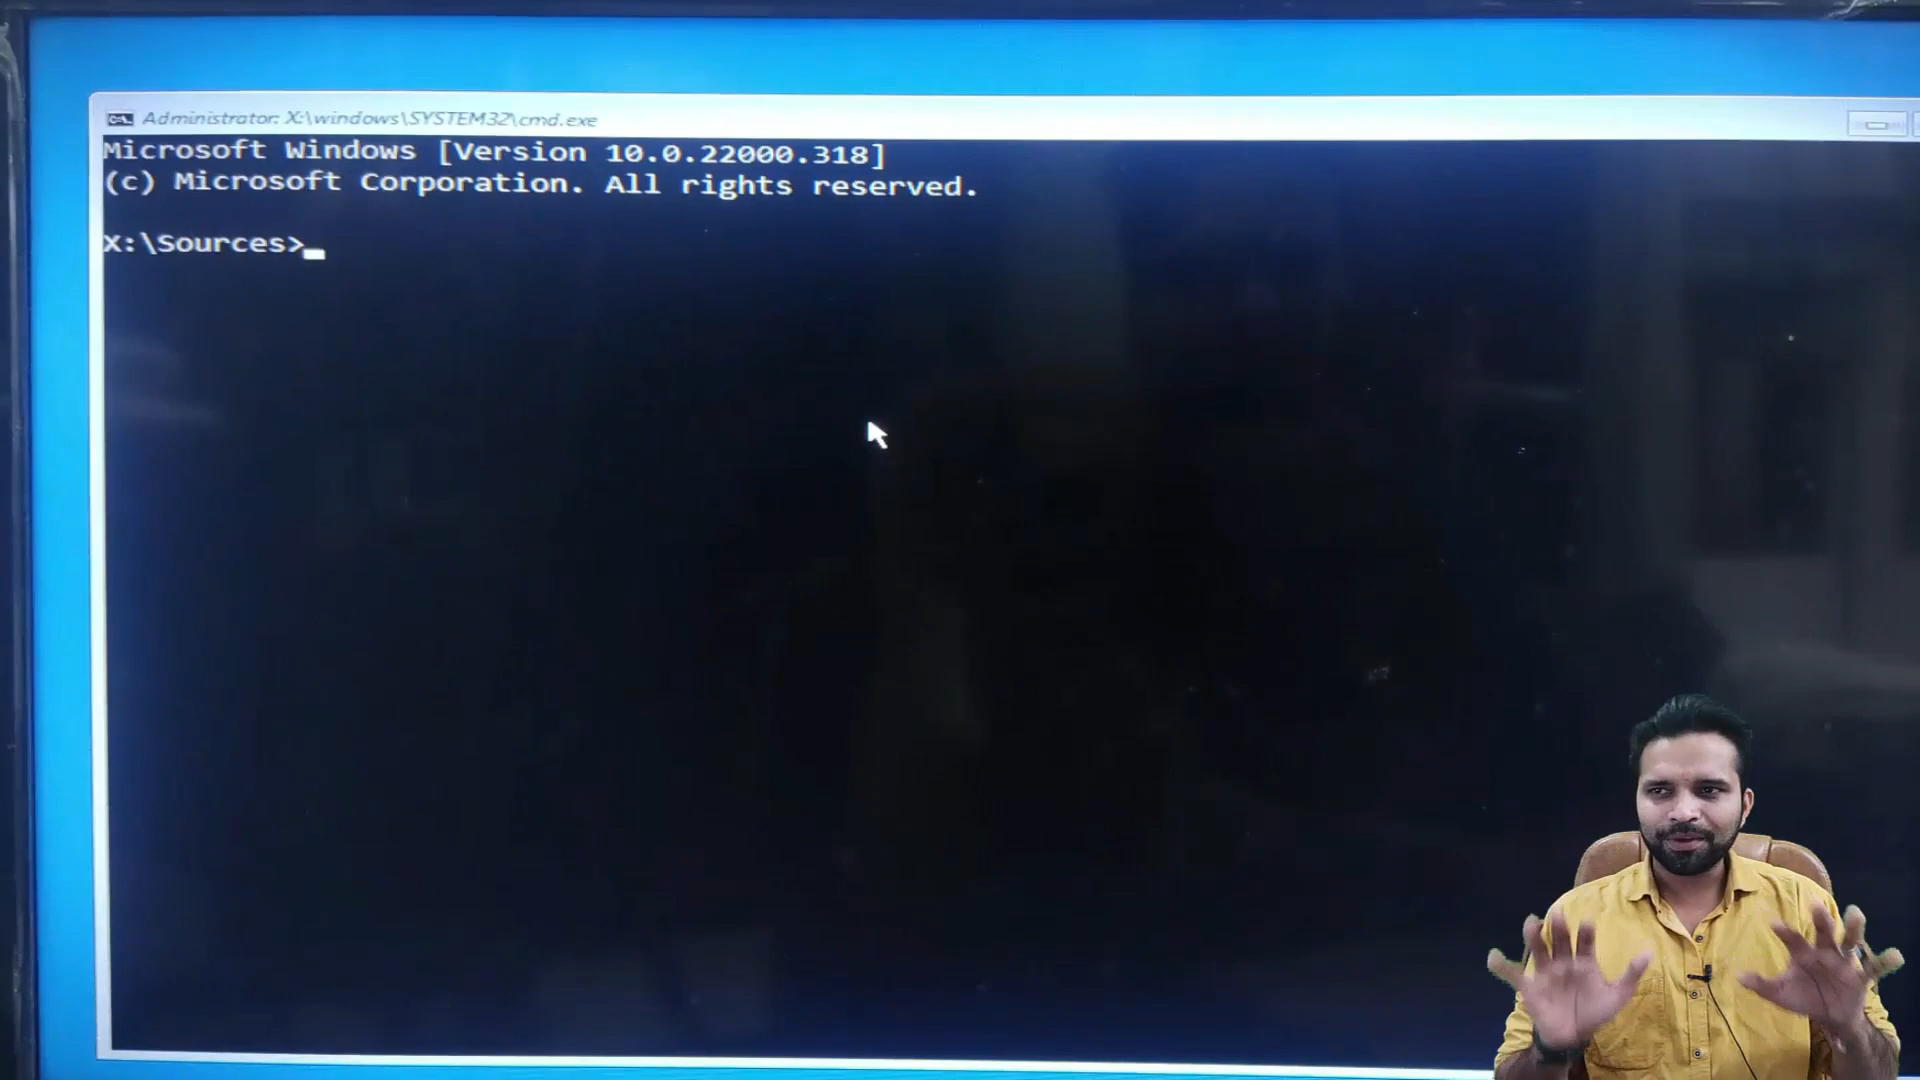 Administrator: X:\windows\SYSTEM32\cmd.exe
Microsoft Windows [Version 10.0.22000.318]
(c) Microsoft Corporation. All rights reserved.
X:\Sources>